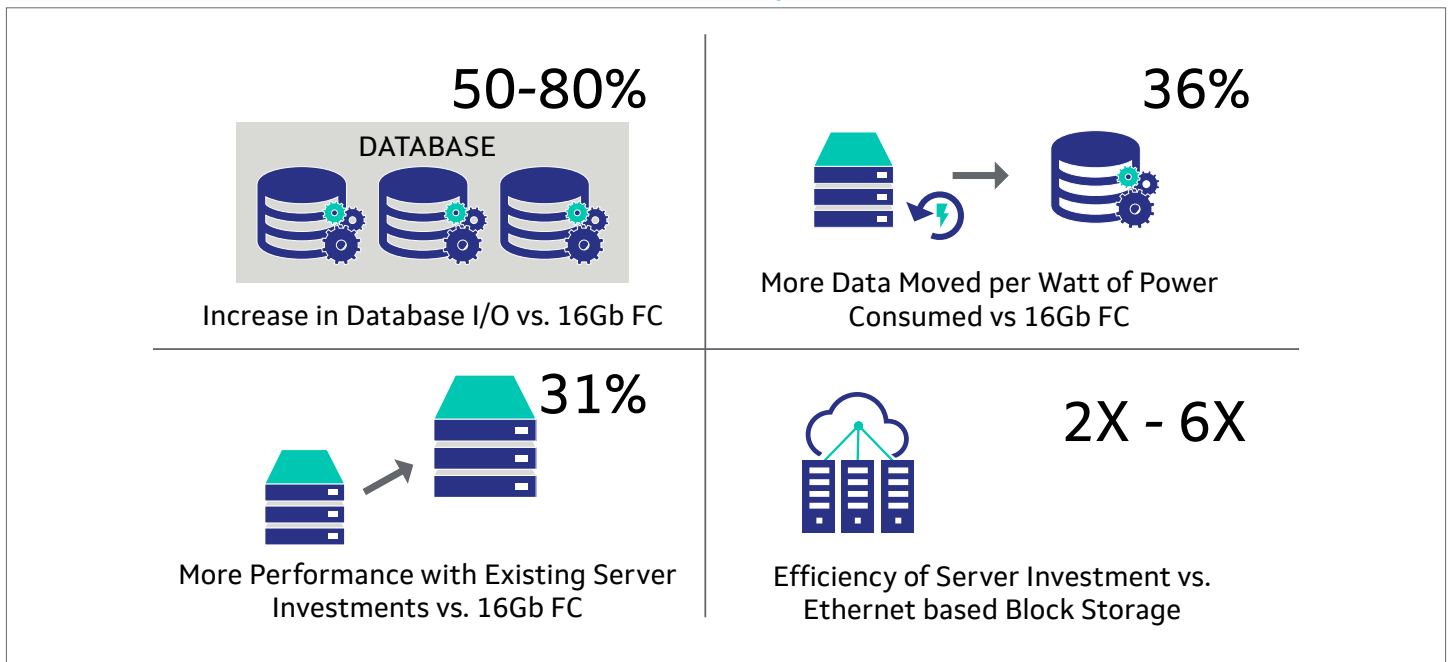 50-80%
DATABASE
Increase in Database I/O vs. 16Gb FC
36%
More Data Moved per Watt of Power
Consumed vs 16Gb FC
31%
More Performance with Existing Server
Investments vs. 16Gb FC
2X - 6X
Efficiency of Server Investment vs.
Ethernet based Block Storage